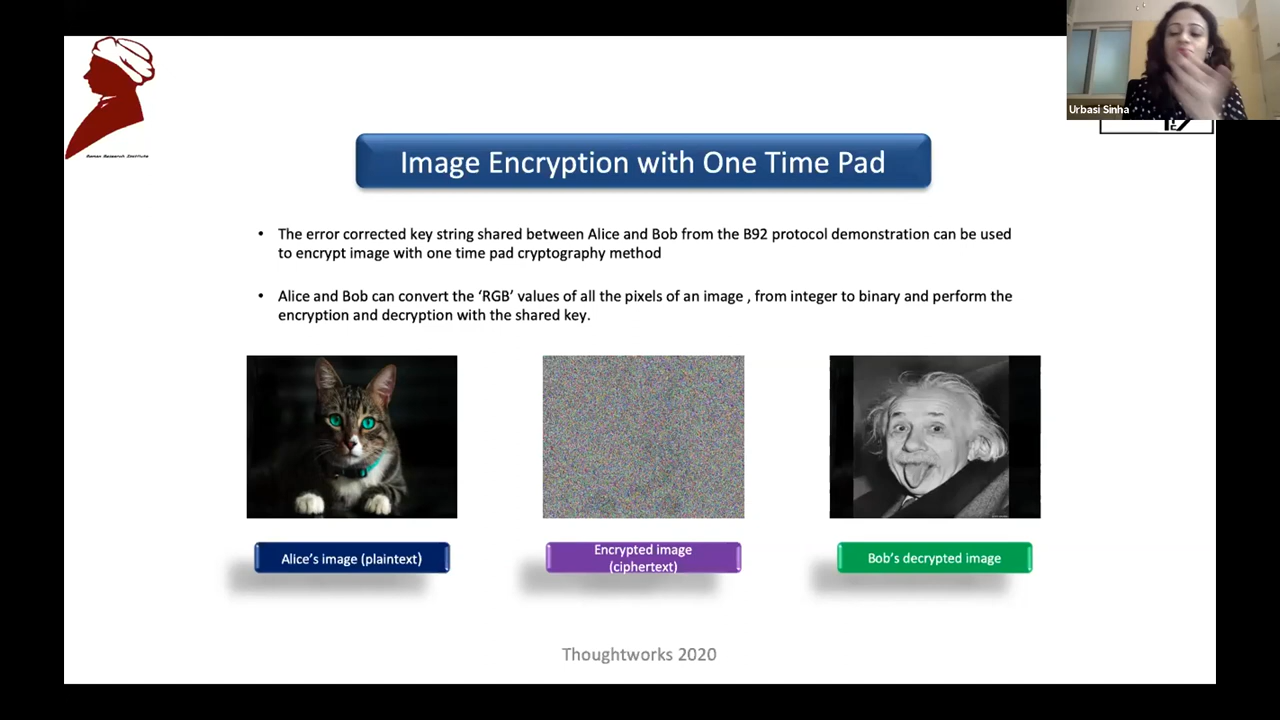 Urbasi Sinha
Raman Research Institute
Image Encryption with One Time Pad
• The error corrected key string shared between Alice and Bob from the B92 protocol demonstration can be used
to encrypt image with one time pad cryptography method
• Alice and Bob can convert the ‘RGB’ values of all the pixels of an image , from integer to binary and perform the
encryption and decryption with the shared key.
Alice’s image (plaintext)
Encrypted image
(ciphertext)
Bob’s decrypted image
Thoughtworks 2020